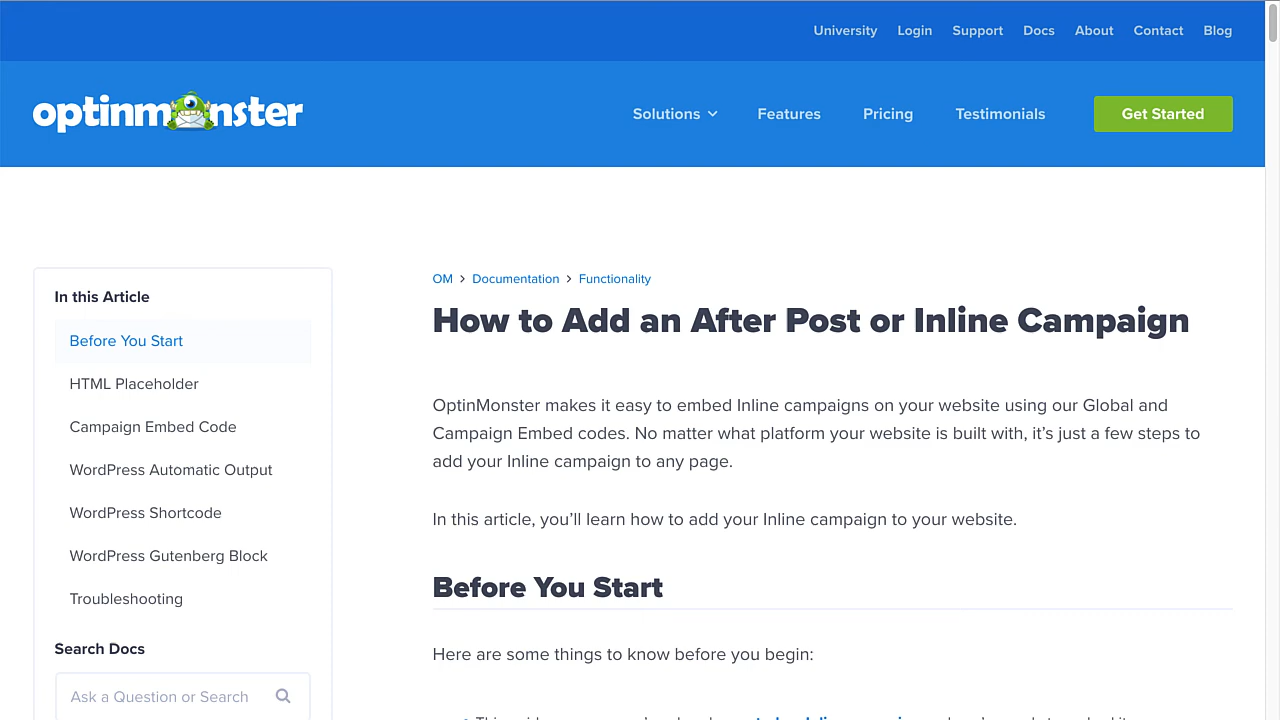 University Login Support Docs About Contact Blog
optinmonster
Solutions Features Pricing Testimonials Get Started
In this Article
Before You Start
HTML Placeholder
Campaign Embed Code
WordPress Automatic Output
WordPress Shortcode
WordPress Gutenberg Block
Troubleshooting
Search Docs
Ask a Question or Search
OM > Documentation > Functionality
How to Add an After Post or Inline Campaign
OptinMonster makes it easy to embed Inline campaigns on your website using our Global and
Campaign Embed codes. No matter what platform your website is built with, it’s just a few steps to
add your Inline campaign to any page.
In this article, you’ll learn how to add your Inline campaign to your website.
Before You Start
Here are some things to know before you begin: